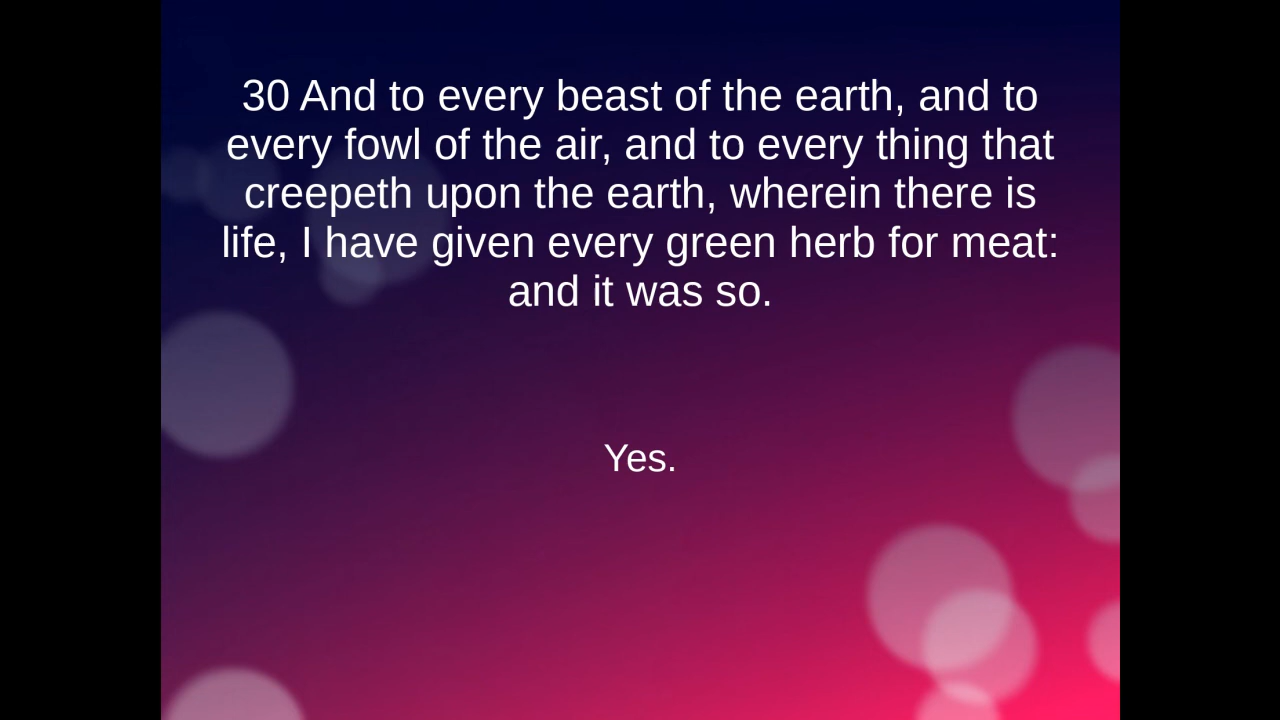 30 And to every beast of the earth, and to
every fowl of the air, and to every thing that
creepeth upon the earth, wherein there is
life, I have given every green herb for meat:
and it was so.
Yes.